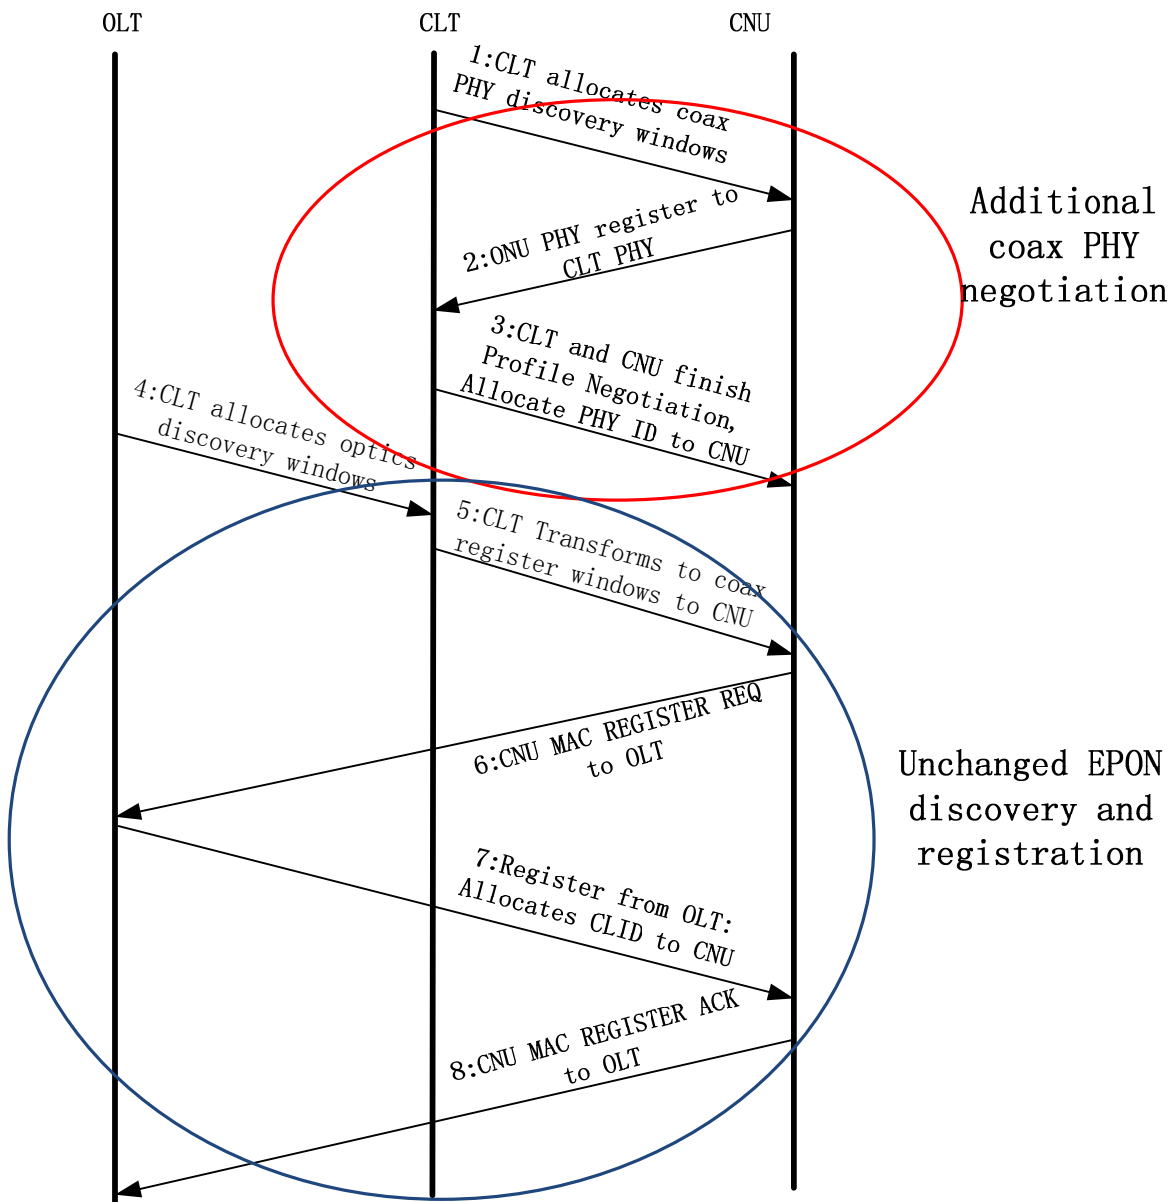 OLT
CLT
CNU
1:CLT allocates coax
PHY discovery windows
2:ONU PHY register to
CLT PHY
Additional
coax PHY
negotiation
3:CLT and CNU finish
Profile Negotiation,
Allocate PHY ID to CNU
4:CLT allocates optics
discovery windows
5:CLT Transforms to coax
register windows to CNU
6:CNU MAC REGISTER REQ
to OLT
Unchanged EPON
discovery and
registration
7:Register from OLT:
Allocates CLID to CNU
8:CNU MAC REGISTER ACK
to OLT